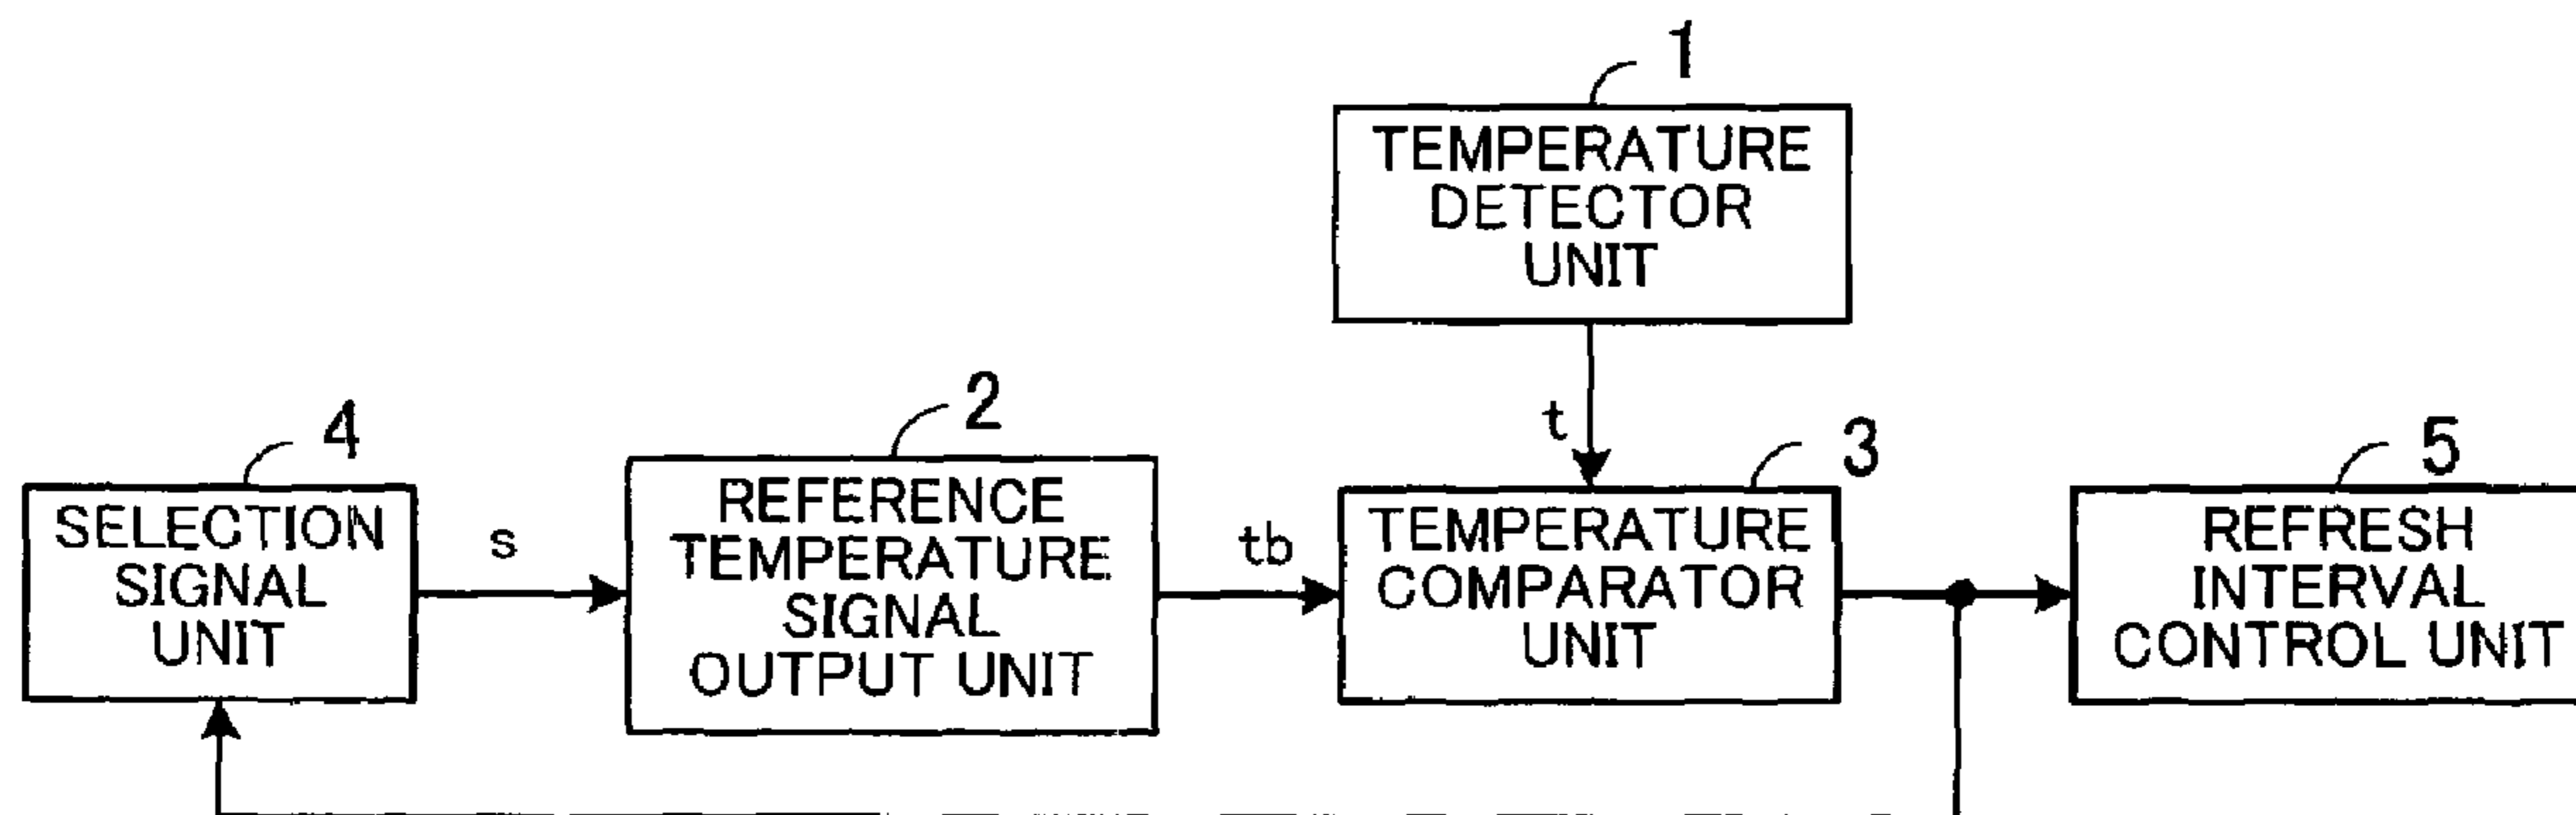 1
TEMPERATURE
DETECTOR
UNIT
t
4
SELECTION
SIGNAL
UNIT
s
2
REFERENCE
TEMPERATURE
SIGNAL
OUTPUT UNIT
tb
3
TEMPERATURE
COMPARATOR
UNIT
5
REFRESH
INTERVAL
CONTROL UNIT